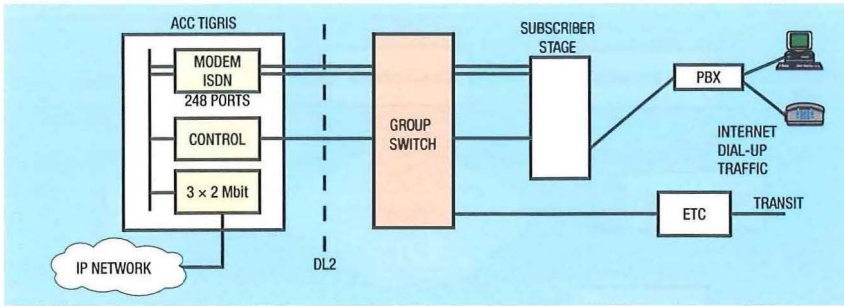 ACC TIGRIS
MODEM
ISDN
248 PORTS
CONTROL
3 × 2 Mbit
IP NETWORK
DL2
GROUP
SWITCH
SUBSCRIBER
STAGE
PBX
INTERNET
DIAL-UP
TRAFFIC
ETC
TRANSIT